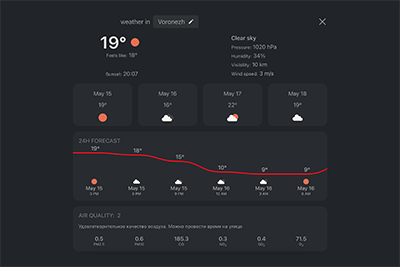 weather in Voronezh
19°
Feels like: 18°
Sunset: 20:07
Clear sky
Pressure: 1020 hPa
Humidity: 34%
Visibility: 10 km
Wind speed: 3 m/s
May 15 May 16 May 17 May 18
19° 16° 22° 19°
24H FORECAST
19° 18° 15° 10° 9° 9°
May 15 May 15 May 15 May 16 May 16 May 16
3 PM 6 PM 9 PM 12 AM 3 AM 6 AM
AIR QUALITY: 2
Удовлетворительное качество воздуха. Можно провести время на улице
0.5 0.6 185.3 0.3 0.4 71.5
CO NO₂ SO₂ O₃